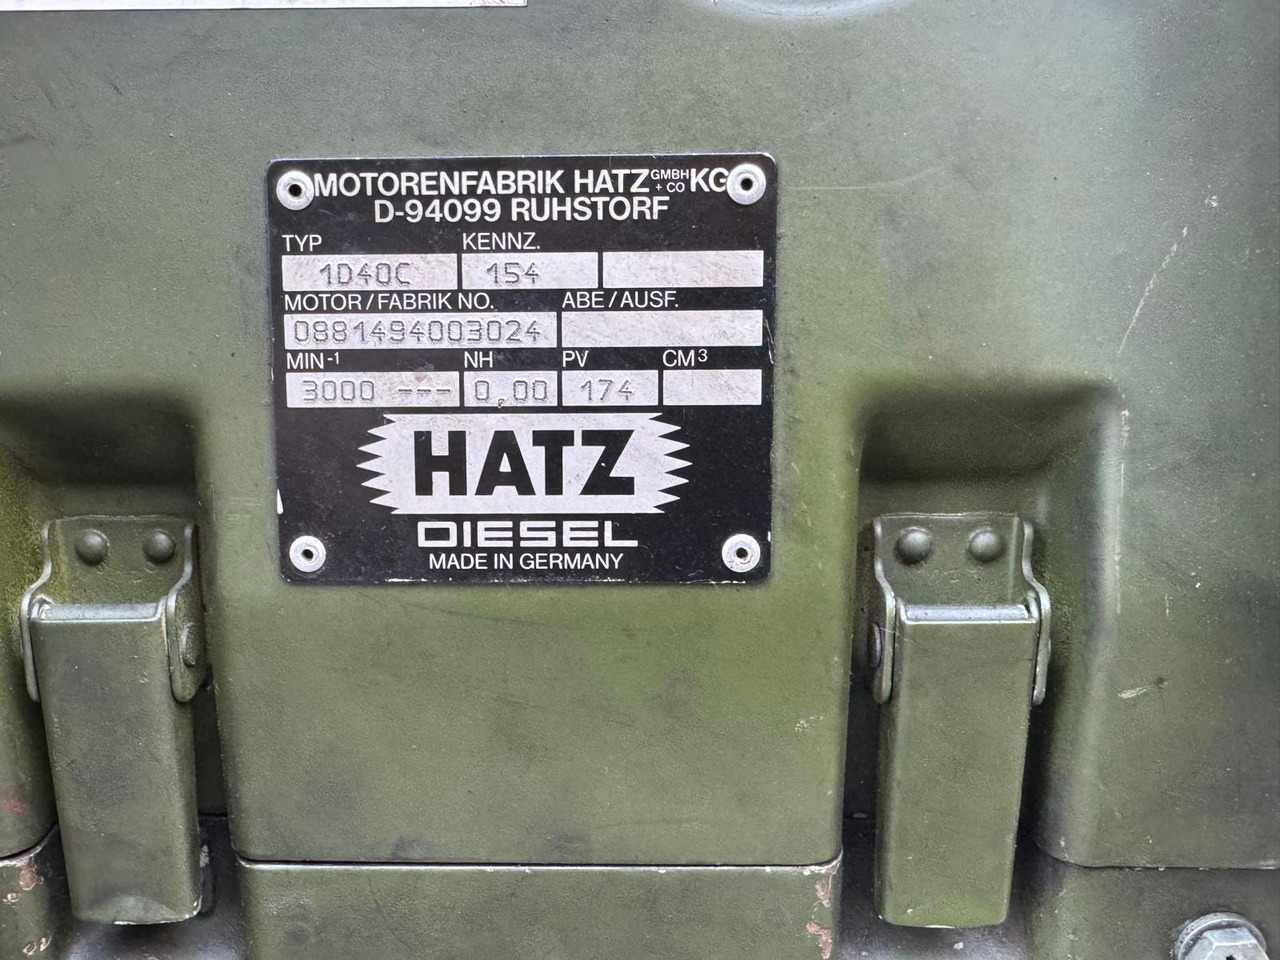 MOTORENFABRIK HATZ GMBH + CO KG
D-94099 RUHSTORF
TYP KENNZ.
1D40C 154
MOTOR/FABRIK NO. ABE/AUSF.
0881494003024
MIN-1 NH PV CM3
3000 --- 0,00 174
HATZ
DIESEL
MADE IN GERMANY